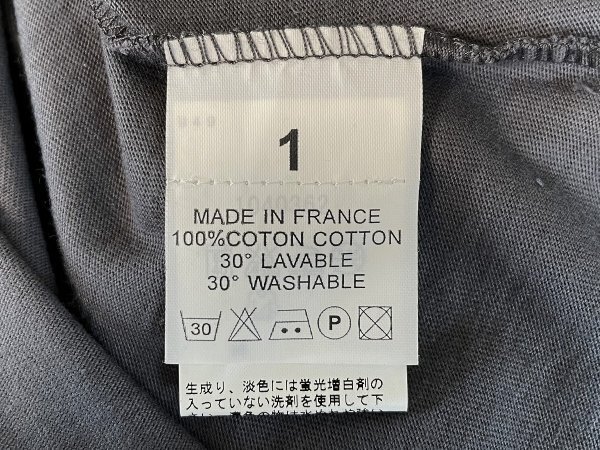 1
MADE IN FRANCE
100%COTON COTTON
30° LAVABLE
30° WASHABLE
30 P
生成り、淡色には蛍光増白剤の
入っていない洗剤を使用して下
さい。